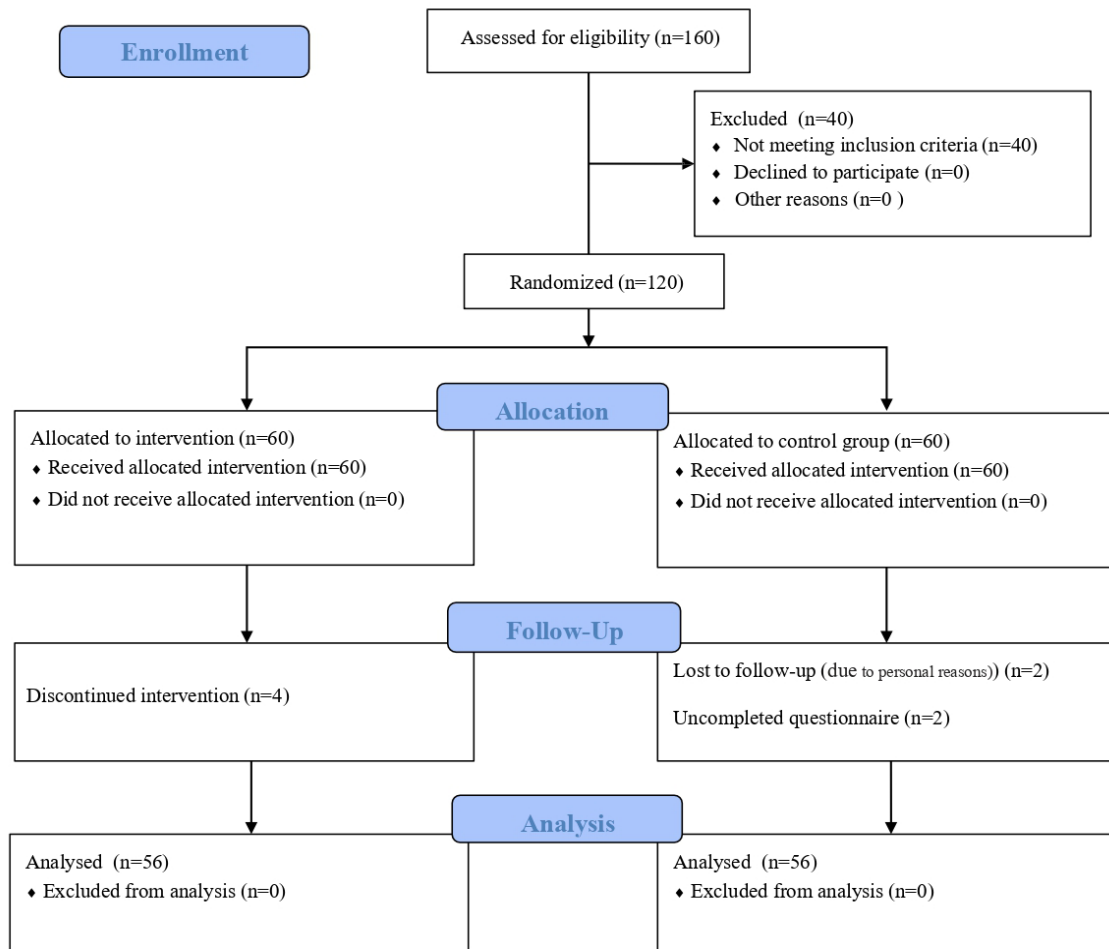 Enrollment
Assessed for eligibility (n=160)
Excluded (n=40)
♦ Not meeting inclusion criteria (n=40)
♦ Declined to participate (n=0)
♦ Other reasons (n=0 )
Randomized (n=120)
Allocation
Allocated to intervention (n=60)
♦ Received allocated intervention (n=60)
♦ Did not receive allocated intervention (n=0)
Allocated to control group (n=60)
♦ Received allocated intervention (n=60)
♦ Did not receive allocated intervention (n=0)
Follow-Up
Discontinued intervention (n=4)
Lost to follow-up (due to personal reasons)) (n=2)
Uncompleted questionnaire (n=2)
Analysis
Analysed (n=56)
♦ Excluded from analysis (n=0)
Analysed (n=56)
♦ Excluded from analysis (n=0)